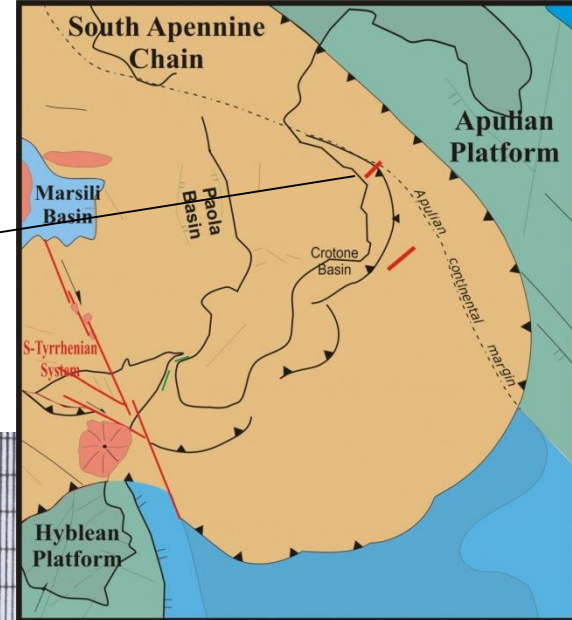 South Apennine
Chain
Apulian
Platform
Marsili
Basin
Paola
Basin
Apulian
continental
margin
Crotone
Basin
S-Tyrrhenian
System
Hyblean
Platform